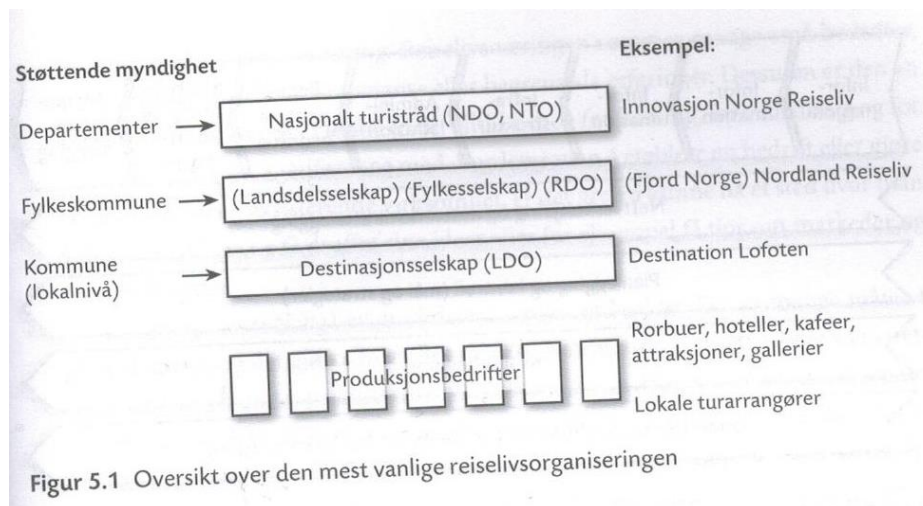 Støttende myndighet
Eksempel:
Departementer
Nasjonalt turistråd (NDO, NTO)
Innovasjon Norge Reiseliv
Fylkeskommune
(Landsdelsselskap) (Fylkesselskap) (RDO)
(Fjord Norge) Nordland Reiseliv
Kommune
(lokalnivå)
Destinasjonsselskap (LDO)
Destination Lofoten
Produksjonsbedrifter
Rorbuer, hoteller, kafeer,
attraksjoner, gallerier
Lokale turarrangører
Figur 5.1 Oversikt over den mest vanlige reiselivsorganiseringen